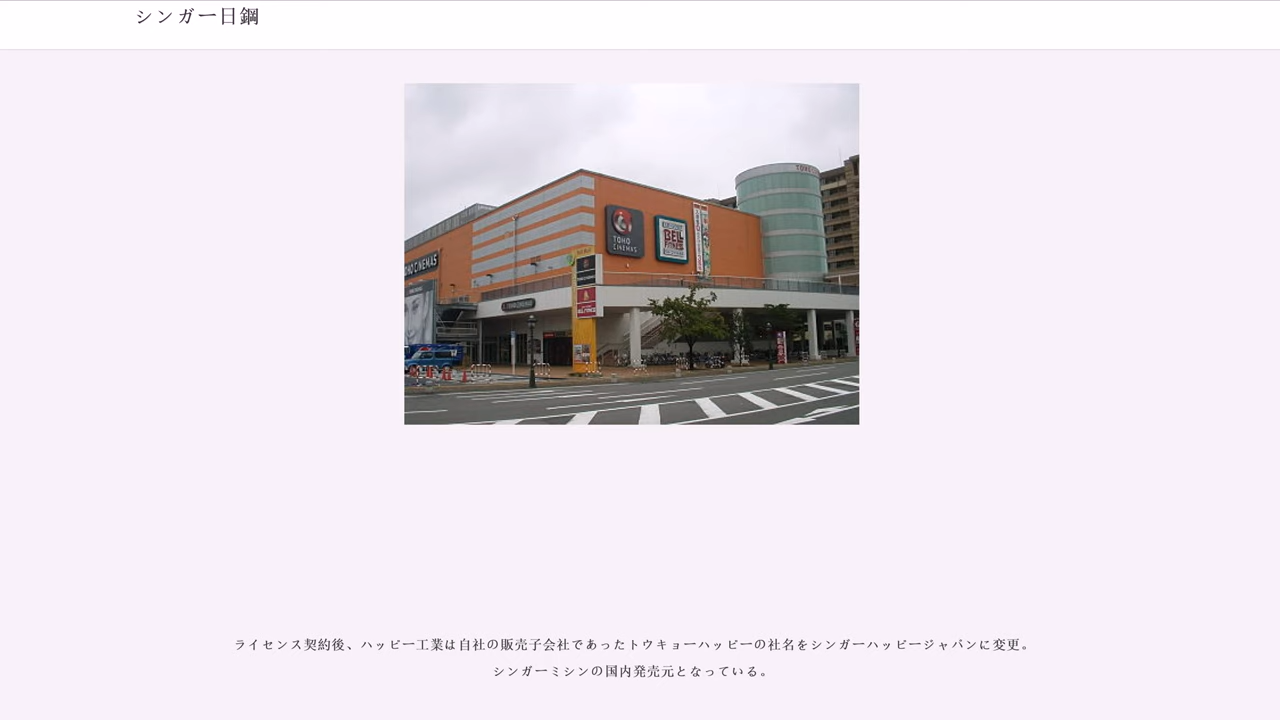 シンガー日鋼
TOHO
TOHO
CINEMAS
BELL
TOHO CINEMAS
ライセンス契約後、ハッピー工業は自社の販売子会社であったトウキョーハッピーの社名をシンガーハッピージャパンに変更。
シンガーミシンの国内発売元となっている。